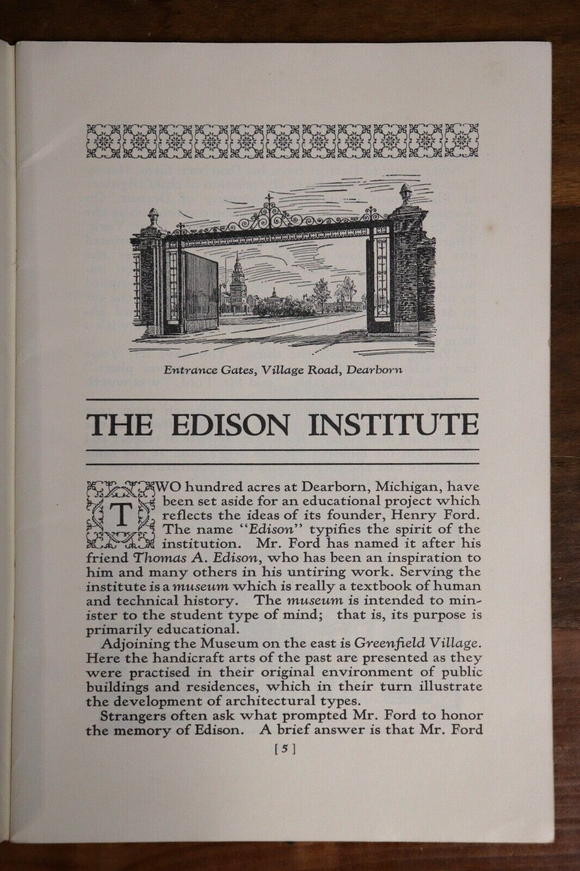 Entrance Gates, Village Road, Dearborn
THE EDISON INSTITUTE
TWO hundred acres at Dearborn, Michigan, have
been set aside for an educational project which
reflects the ideas of its founder, Henry Ford.
The name "Edison" typifies the spirit of the
institution. Mr. Ford has named it after his
friend Thomas A. Edison, who has been an inspiration to
him and many others in his untiring work. Serving the
institute is a museum which is really a textbook of human
and technical history. The museum is intended to min-
ister to the student type of mind; that is, its purpose is
primarily educational.
Adjoining the Museum on the east is Greenfield Village.
Here the handicraft arts of the past are presented as they
were practised in their original environment of public
buildings and residences, which in their turn illustrate
the development of architectural types.
Strangers often ask what prompted Mr. Ford to honor
the memory of Edison. A brief answer is that Mr. Ford
[5]